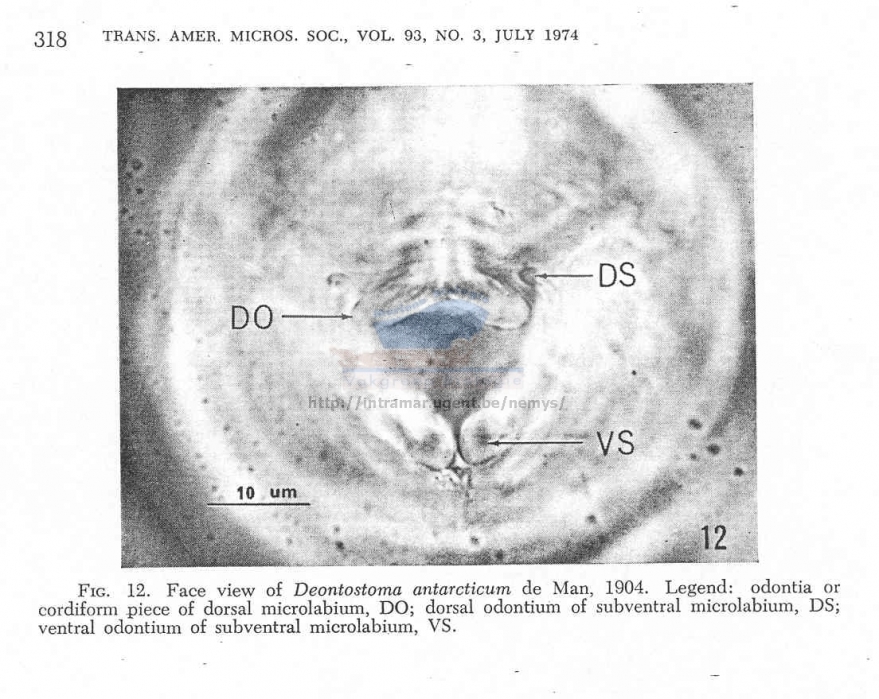 318 TRANS. AMER. MICROS. SOC., VOL. 93, NO. 3, JULY 1974
DS
DO
http://intramar.ugent.be/nemys/
VS
10 um
12
FIG. 12. Face view of Deontostoma antarcticum de Man, 1904. Legend: odontia or
cordiform piece of dorsal microlabium, DO; dorsal odontium of subventral microlabium, DS;
ventral odontium of subventral microlabium, VS.